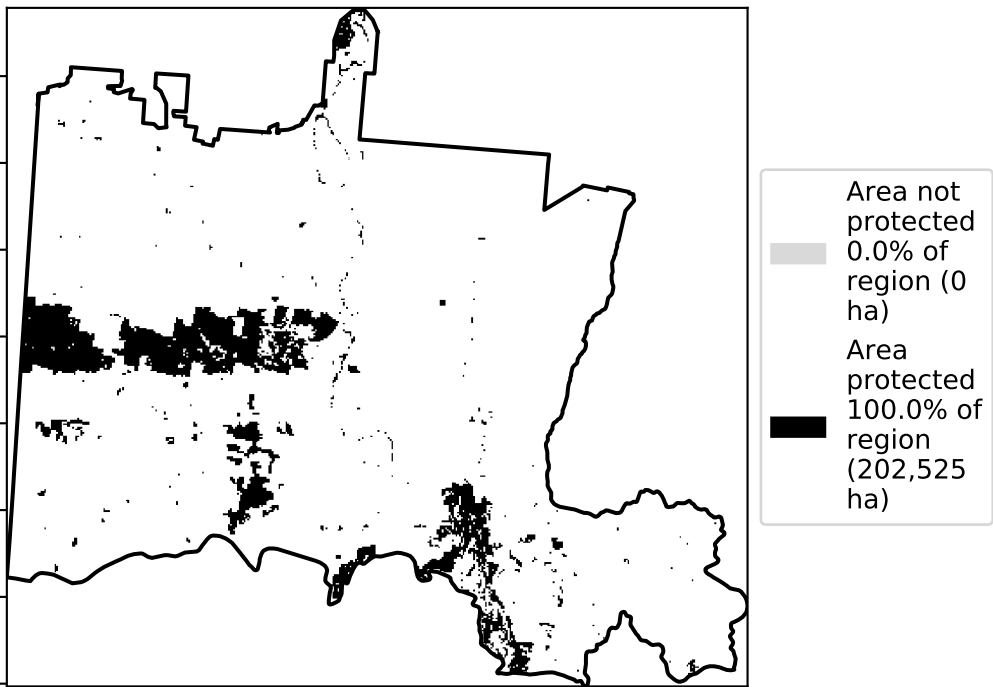 Area not
protected
0.0% of
region (0
ha)
Area
protected
100.0% of
region
(202,525
ha)